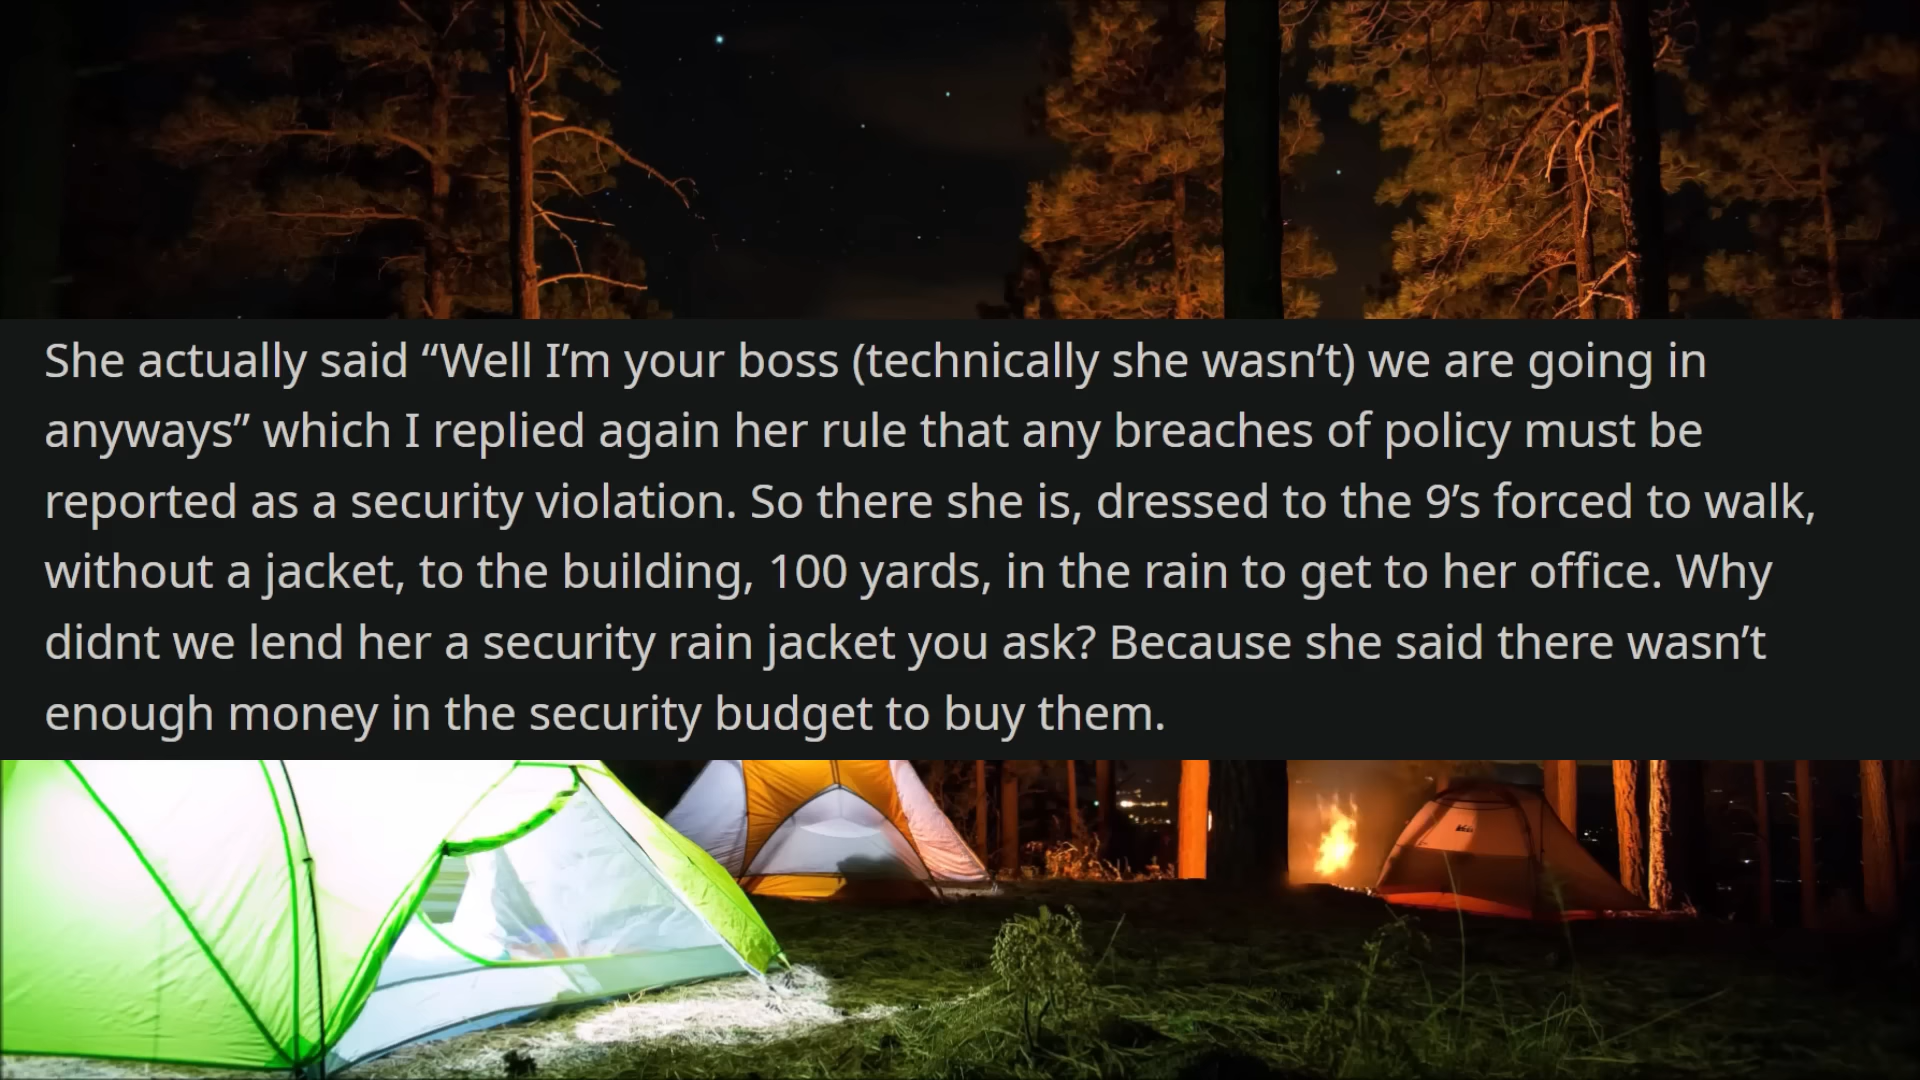 She actually said “Well I’m your boss (technically she wasn’t) we are going in
anyways” which I replied again her rule that any breaches of policy must be
reported as a security violation. So there she is, dressed to the 9’s forced to walk,
without a jacket, to the building, 100 yards, in the rain to get to her office. Why
didnt we lend her a security rain jacket you ask? Because she said there wasn’t
enough money in the security budget to buy them.